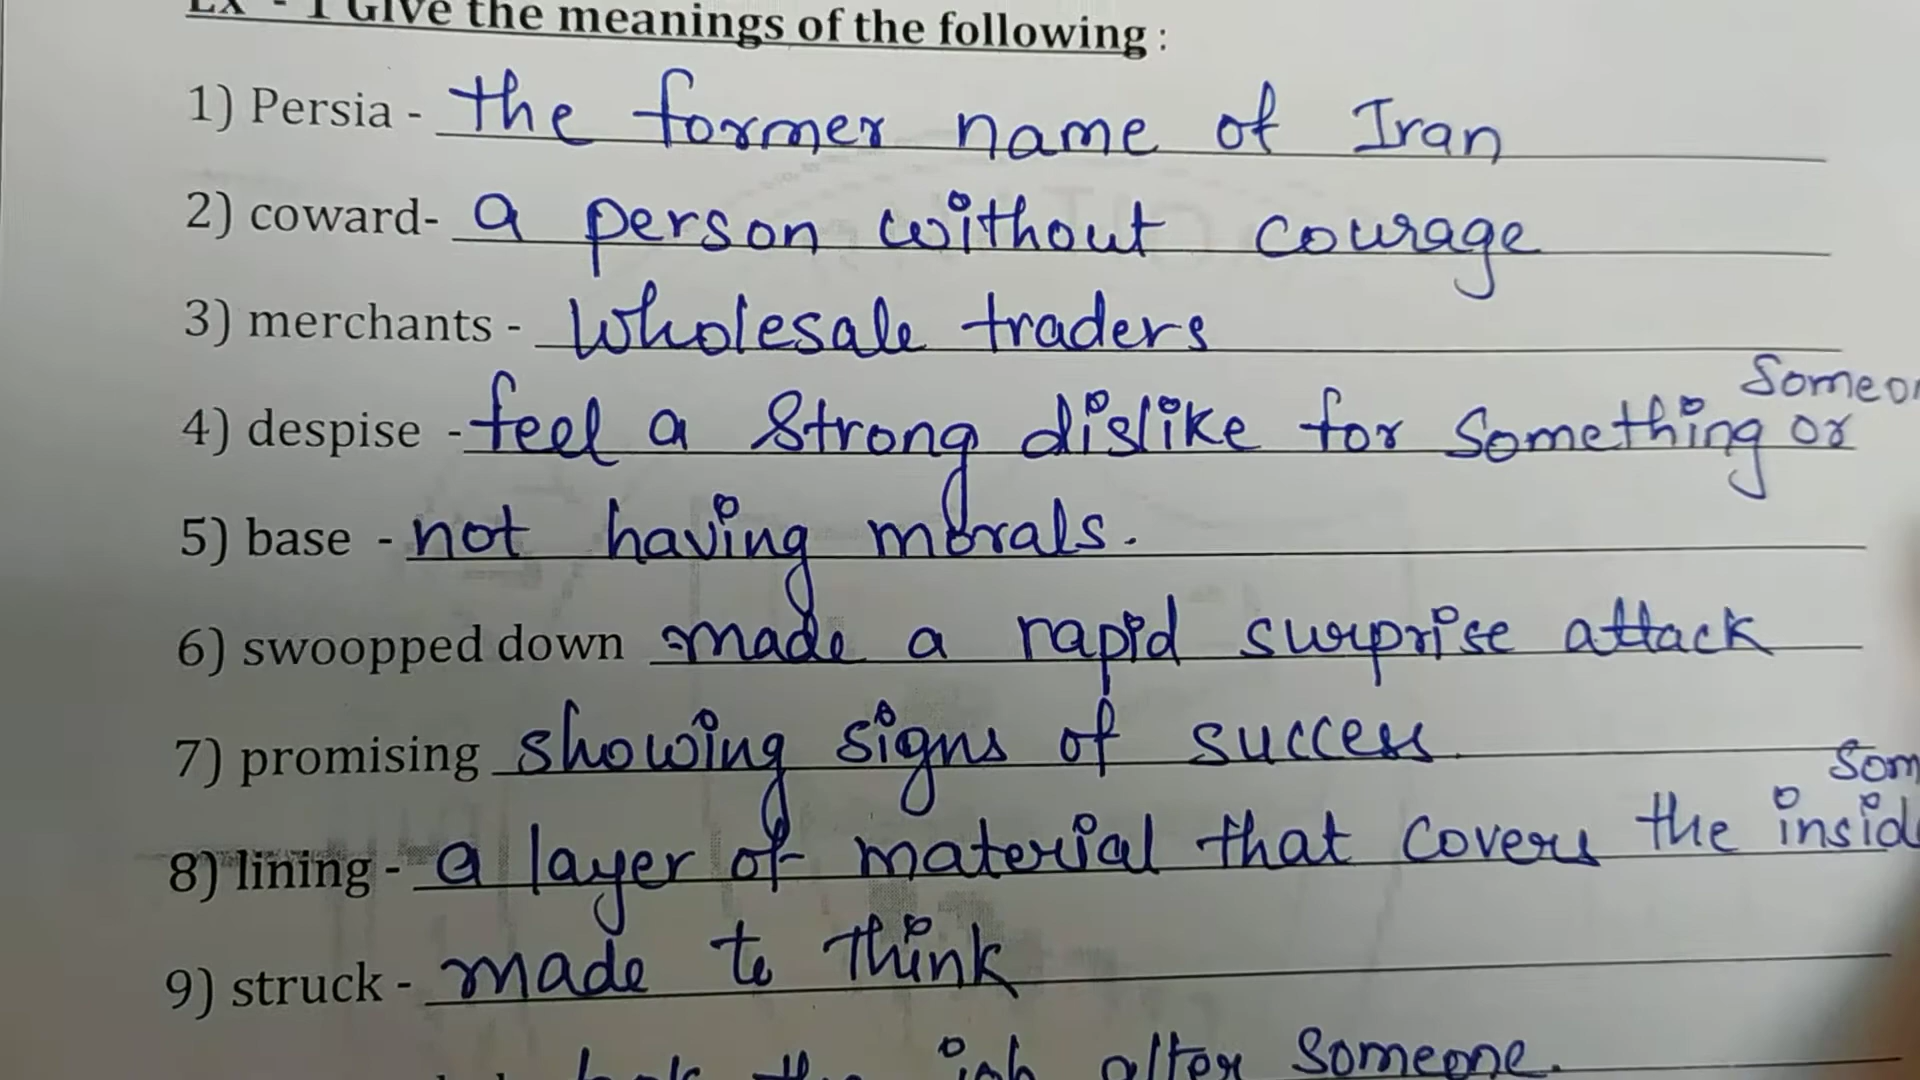 Ex - 1 Give the meanings of the following :
1) Persia - the former name of Iran
2) coward- a person without courage
3) merchants - Wholesale traders
4) despise - feel a strong dislike for something or
5) base - not having morals.
6) swoopped down made a rapid surprise attack
7) promising showing signs of success
8) lining - a layer of material that covers the
9) struck - made to think
after someone.